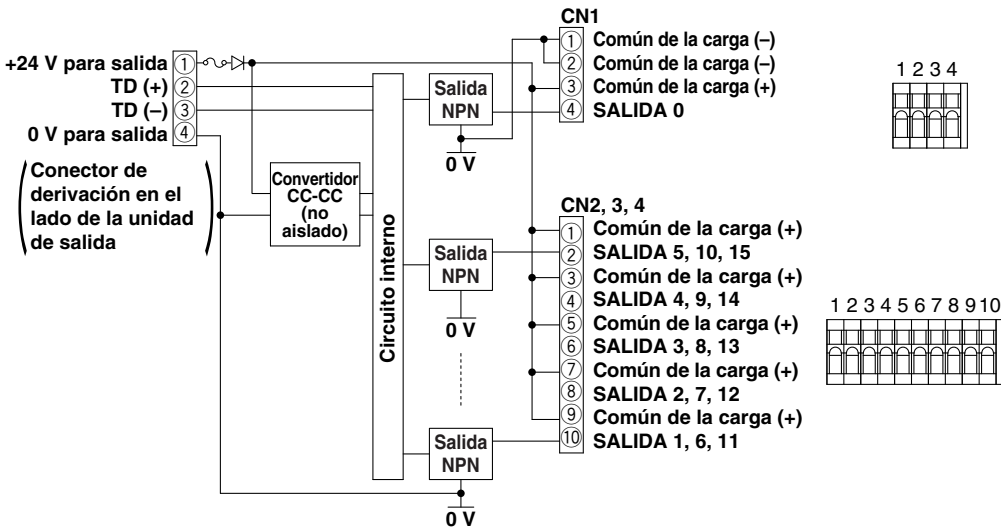 +24 V para salida
①
TD (+)
②
TD (–)
③
0 V para salida
④
Conector de
derivación en el
lado de la unidad
de salida
Convertidor
CC-CC
(no
aislado)
Circuito interno
Salida
NPN
0 V
Salida
NPN
0 V
Salida
NPN
0 V
CN1
① Común de la carga (–)
② Común de la carga (–)
③ Común de la carga (+)
④ SALIDA 0
1 2 3 4
CN2, 3, 4
① Común de la carga (+)
② SALIDA 5, 10, 15
③ Común de la carga (+)
④ SALIDA 4, 9, 14
⑤ Común de la carga (+)
⑥ SALIDA 3, 8, 13
⑦ Común de la carga (+)
⑧ SALIDA 2, 7, 12
⑨ Común de la carga (+)
⑩ SALIDA 1, 6, 11
1 2 3 4 5 6 7 8 9 10